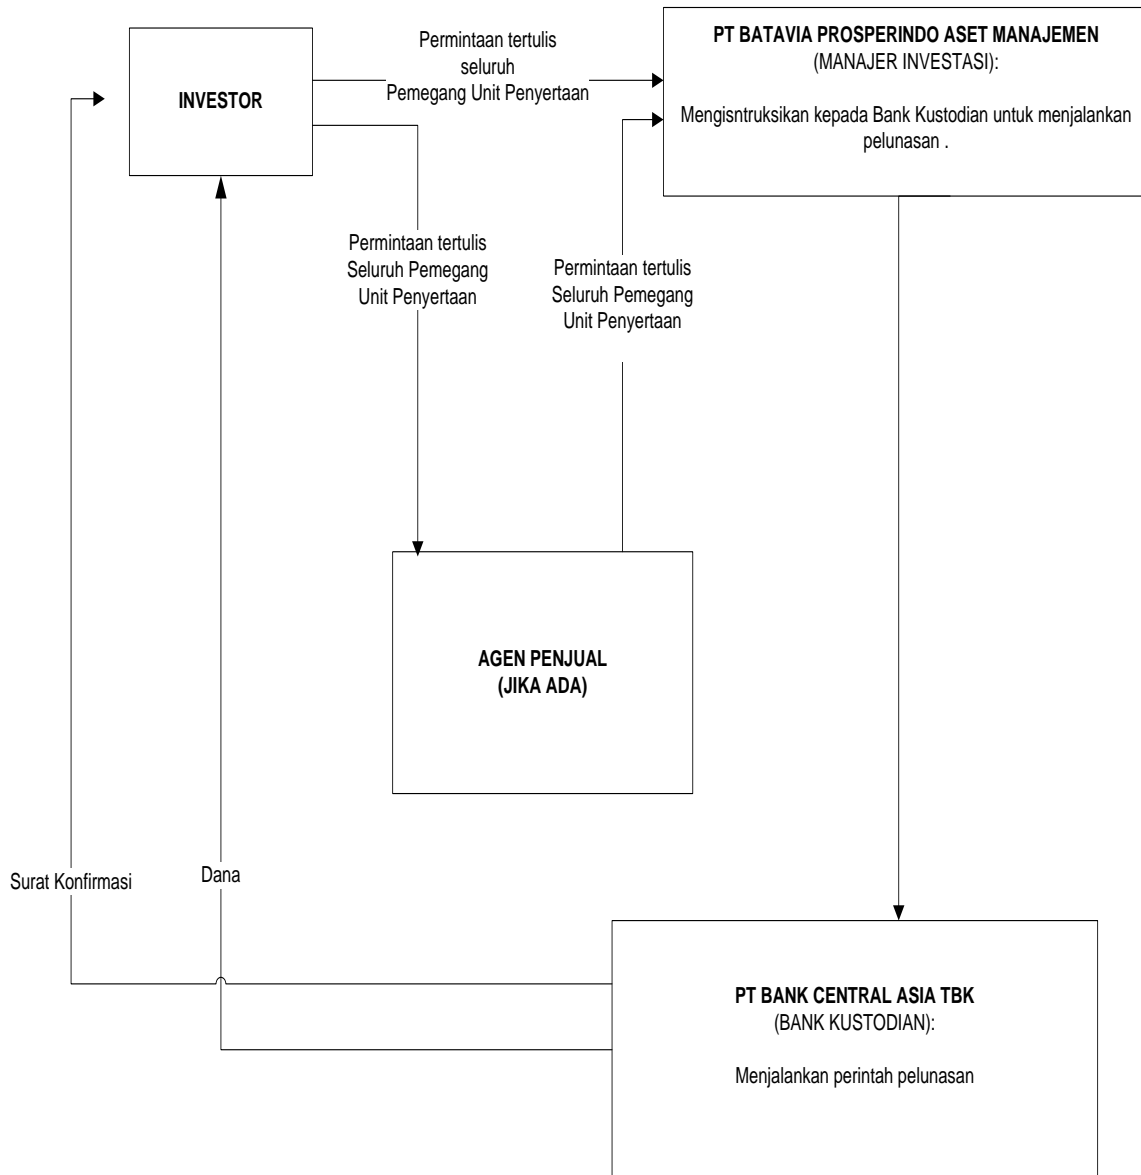 Permintaan tertulis
seluruh
Pemegang Unit Penyertaan
INVESTOR
PT BATAVIA PROSPERINDO ASET MANAJEMEN
(MANAJER INVESTASI):
Mengisntruksikan kepada Bank Kustodian untuk menjalankan
pelunasan .
Permintaan tertulis
Seluruh Pemegang
Unit Penyertaan
Permintaan tertulis
Seluruh Pemegang
Unit Penyertaan
AGEN PENJUAL
(JIKA ADA)
Surat Konfirmasi
Dana
PT BANK CENTRAL ASIA TBK
(BANK KUSTODIAN):
Menjalankan perintah pelunasan